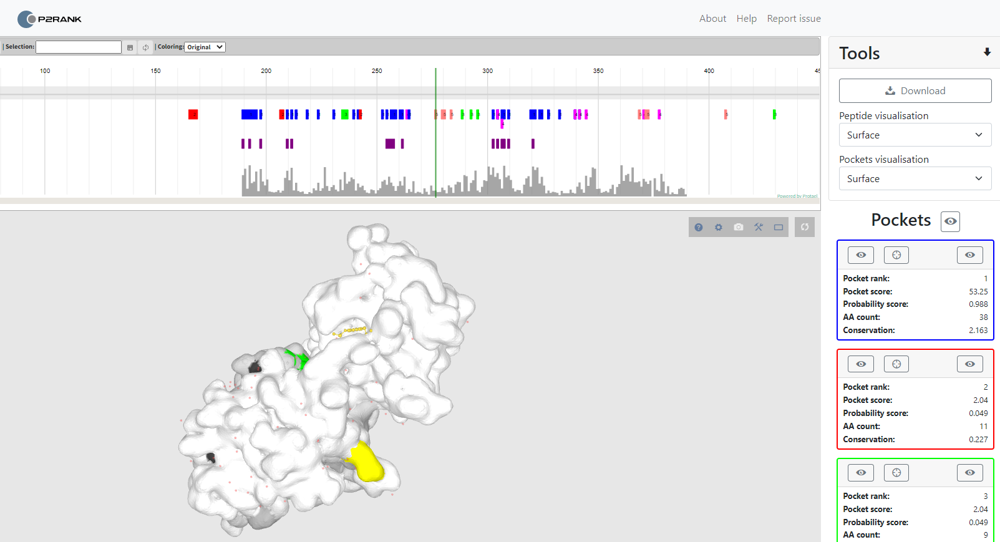 P2RANK
About Help Report issue
| Selection: | Coloring: Original
100 150 200 250 300 350 400
Powered by Protael
Tools
Download
Peptide visualisation
Surface
Pockets visualisation
Surface
Pockets
Pocket rank: 1
Pocket score: 53.25
Probability score: 0.988
AA count: 38
Conservation: 2.163
Pocket rank: 2
Pocket score: 2.04
Probability score: 0.049
AA count: 11
Conservation: 0.227
Pocket rank: 3
Pocket score: 2.04
Probability score: 0.049
AA count: 9